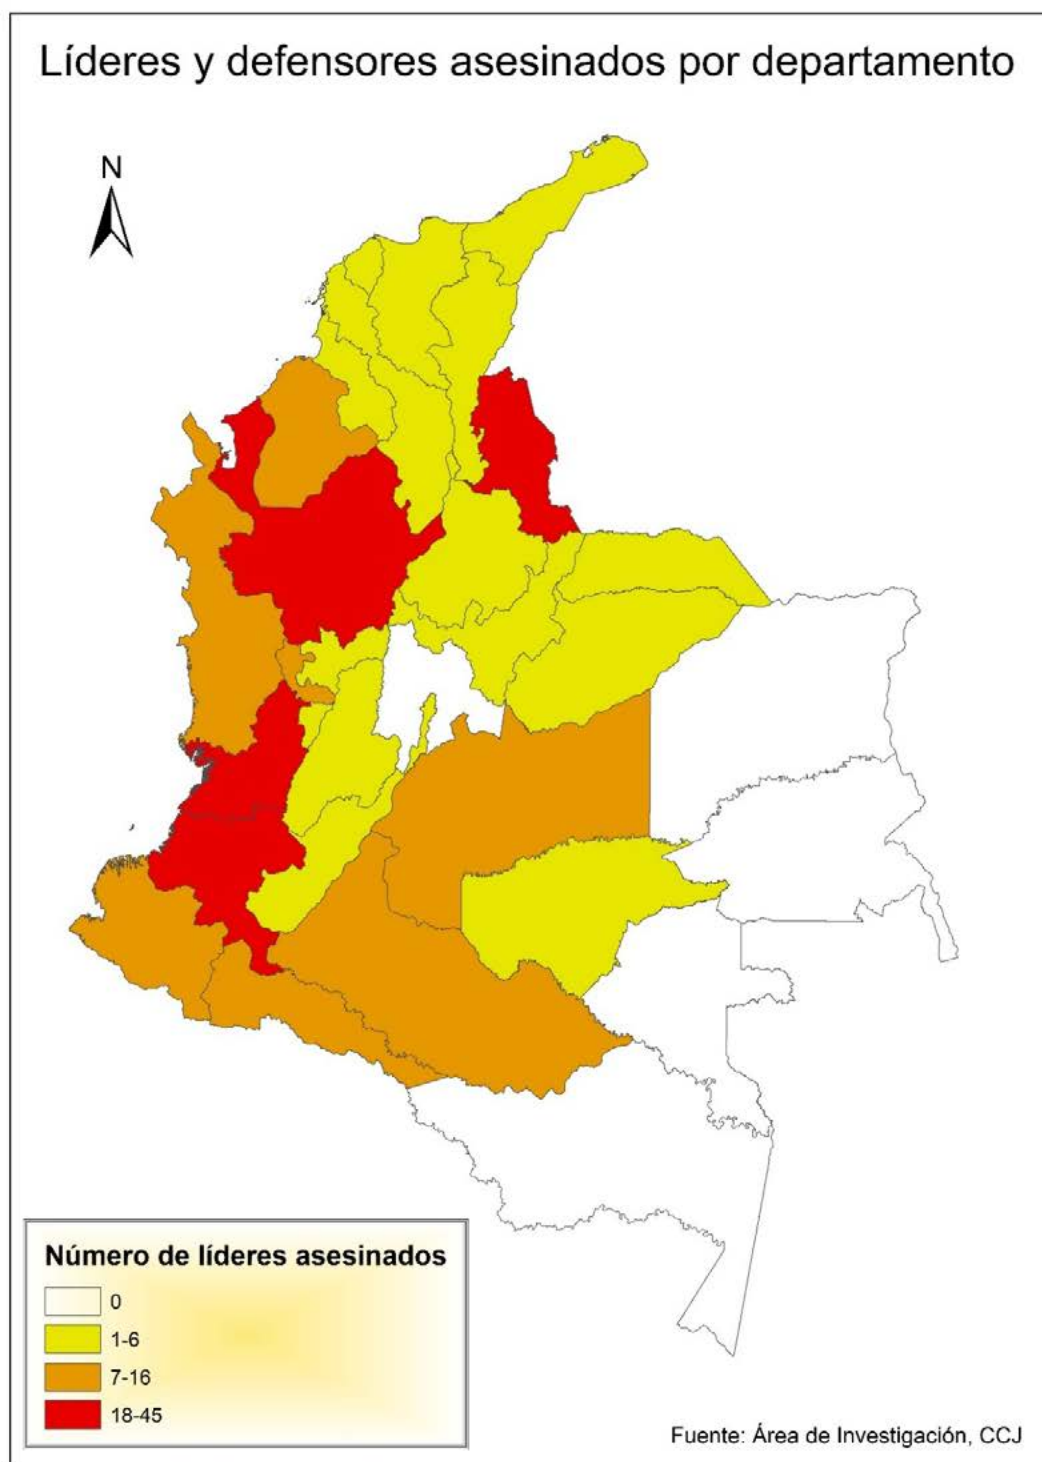 Líderes y defensores asesinados por departamento
N
Número de líderes asesinados
0
1-6
7-16
18-45
Fuente: Área de Investigación, CCJ